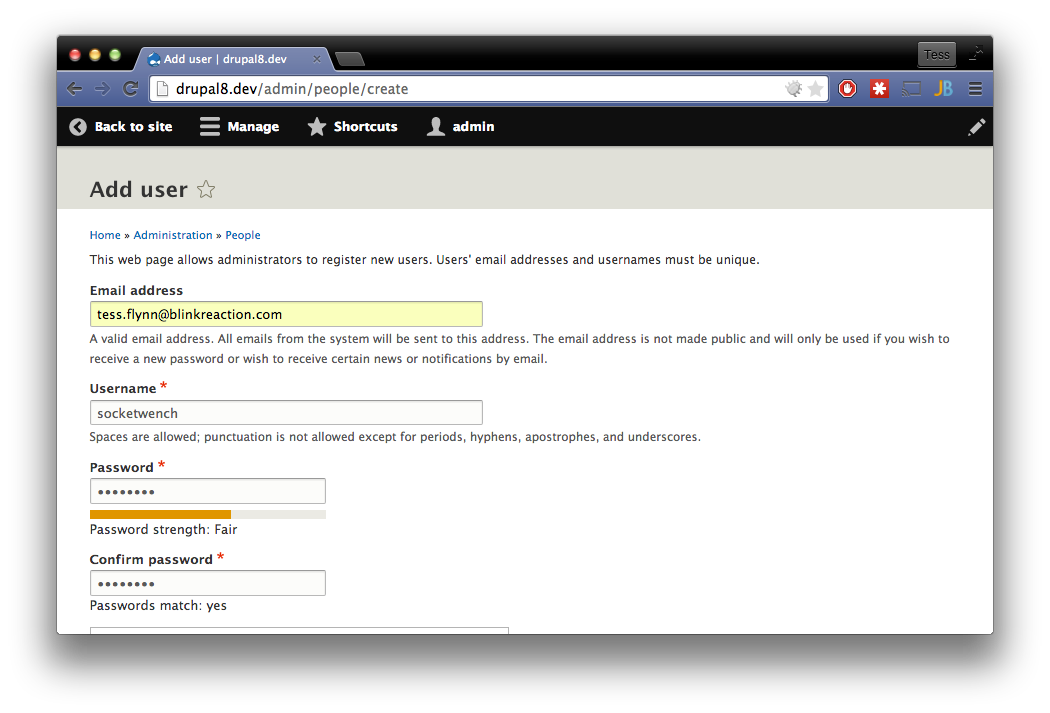 Add user | drupal8.dev
Tess
drupal8.dev/admin/people/create
JB
Back to site
Manage
Shortcuts
admin
Add user
Home » Administration » People
This web page allows administrators to register new users. Users' email addresses and usernames must be unique.
Email address
tess.flynn@blinkreaction.com
A valid email address. All emails from the system will be sent to this address. The email address is not made public and will only be used if you wish to
receive a new password or wish to receive certain news or notifications by email.
Username *
socketwench
Spaces are allowed; punctuation is not allowed except for periods, hyphens, apostrophes, and underscores.
Password *
••••••••
Password strength: Fair
Confirm password *
••••••••
Passwords match: yes